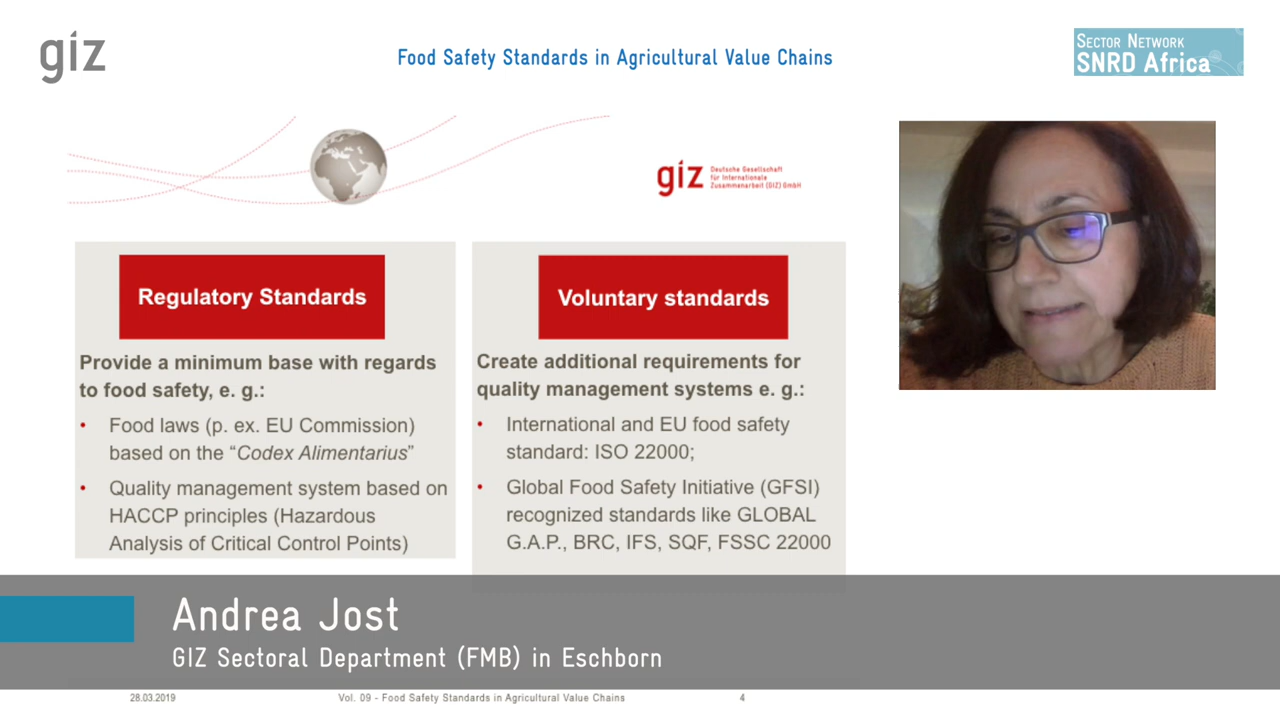 giz
Food Safety Standards in Agricultural Value Chains
SECTOR NETWORK
SNRD Africa
giz
Deutsche Gesellschaft
für Internationale
Zusammenarbeit (GIZ) GmbH
Regulatory Standards
Provide a minimum base with regards
to food safety, e. g.:
• Food laws (p. ex. EU Commission)
based on the “Codex Alimentarius”
• Quality management system based on
HACCP principles (Hazardous
Analysis of Critical Control Points)
Voluntary standards
Create additional requirements for
quality management systems e. g.:
• International and EU food safety
standard: ISO 22000;
• Global Food Safety Initiative (GFSI)
recognized standards like GLOBAL
G.A.P., BRC, IFS, SQF, FSSC 22000
Andrea Jost
GIZ Sectoral Department (FMB) in Eschborn
28.03.2019
Vol. 09 - Food Safety Standards in Agricultural Value Chains
4